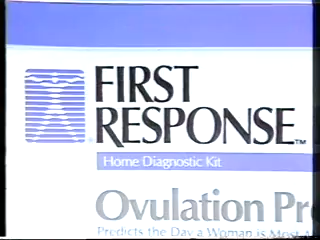 FIRST
RESPONSE™
Home Diagnostic Kit
Ovulation Pr
Predicts the Day a Woman is Most